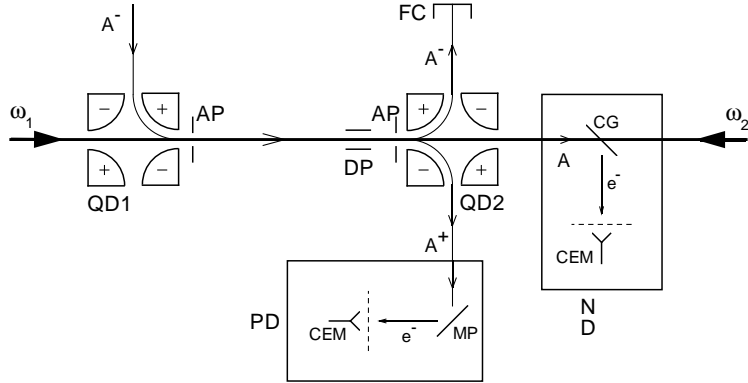 FC
A-
A-
ω1
− +
AP
AP
+ −
CG
ω2
DP
A
+ −
− +
e-
QD1
QD2
A+
CEM
PD
CEM
e-
MP
N
D